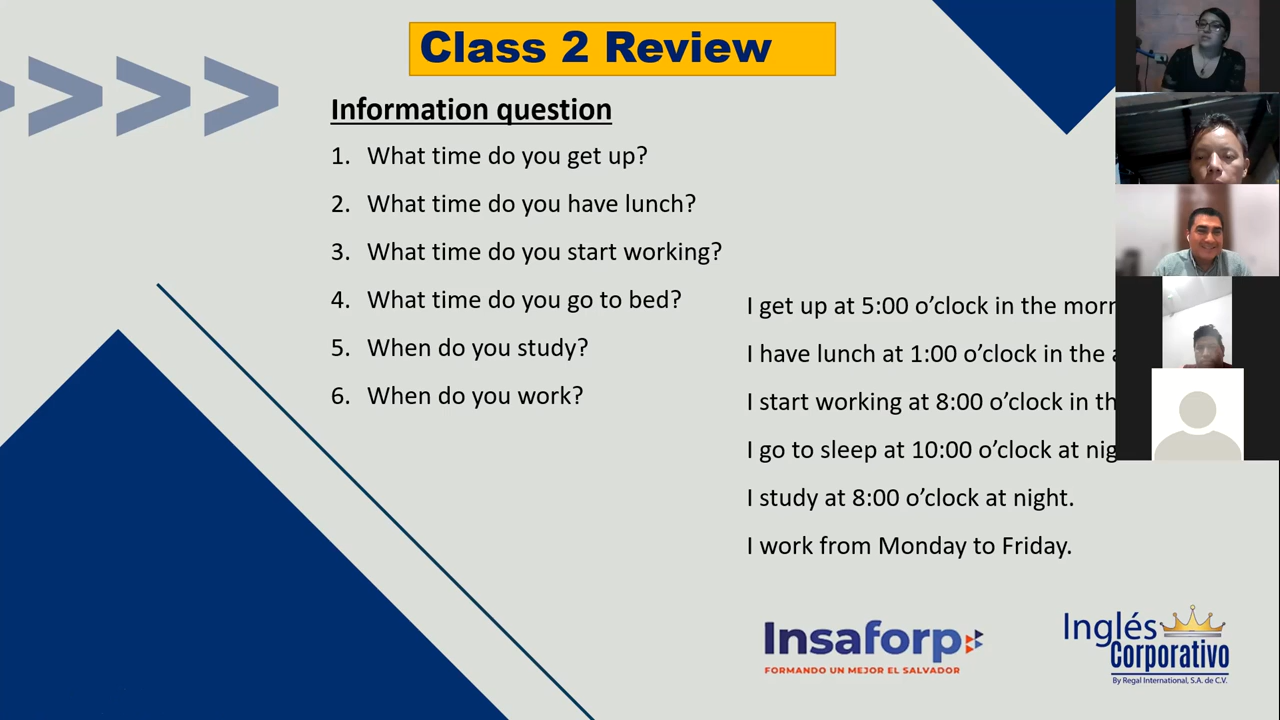 Class 2 Review
Information question
1. What time do you get up?
2. What time do you have lunch?
3. What time do you start working?
4. What time do you go to bed?
5. When do you study?
6. When do you work?
I get up at 5:00 o’clock in the
I have lunch at 1:00 o’clock in the
I start working at 8:00 o’clock in
I go to sleep at 10:00 o’clock at
I study at 8:00 o’clock at night.
I work from Monday to Friday.
Insaforp
FORMANDO UN MEJOR EL SALVADOR
Inglés
Corporativo
By Regal International, S.A. de C.V.